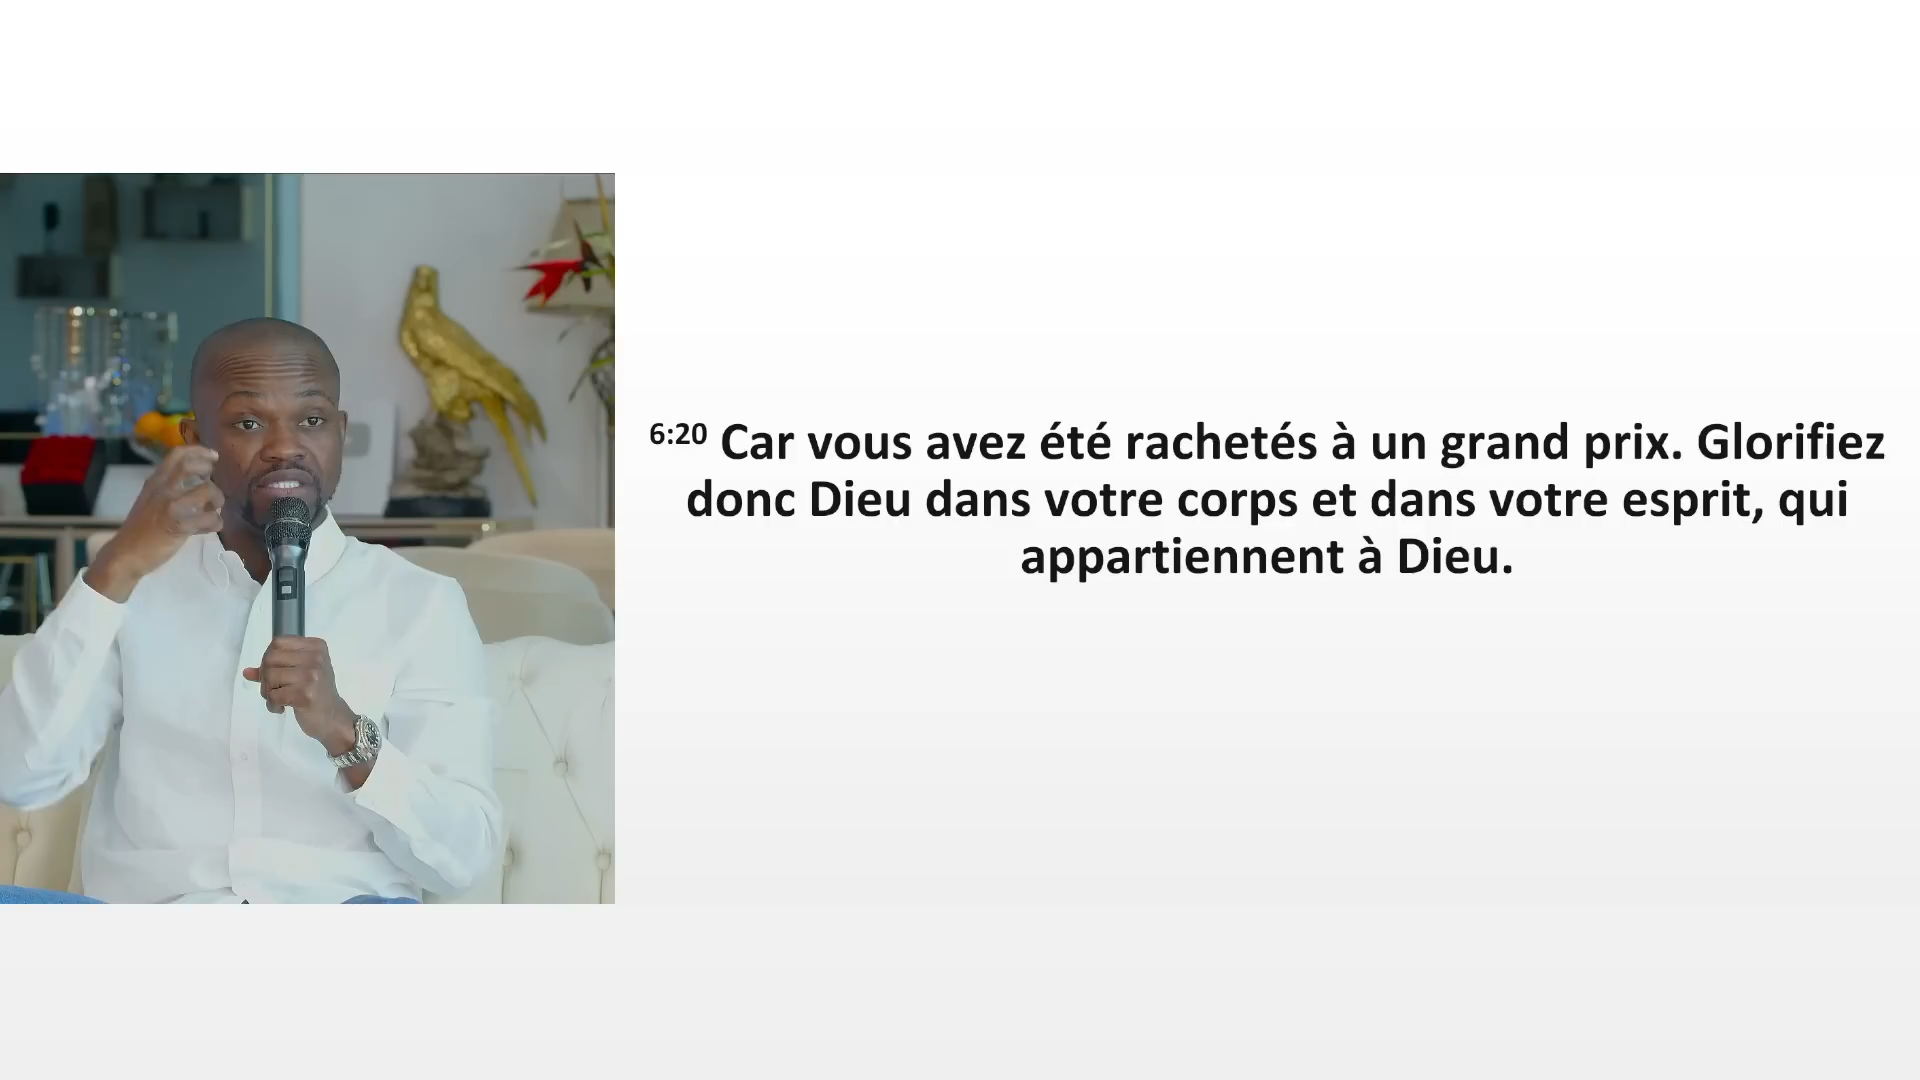 6:20 Car vous avez été rachetés à un grand prix. Glorifiez
donc Dieu dans votre corps et dans votre esprit, qui
appartiennent à Dieu.